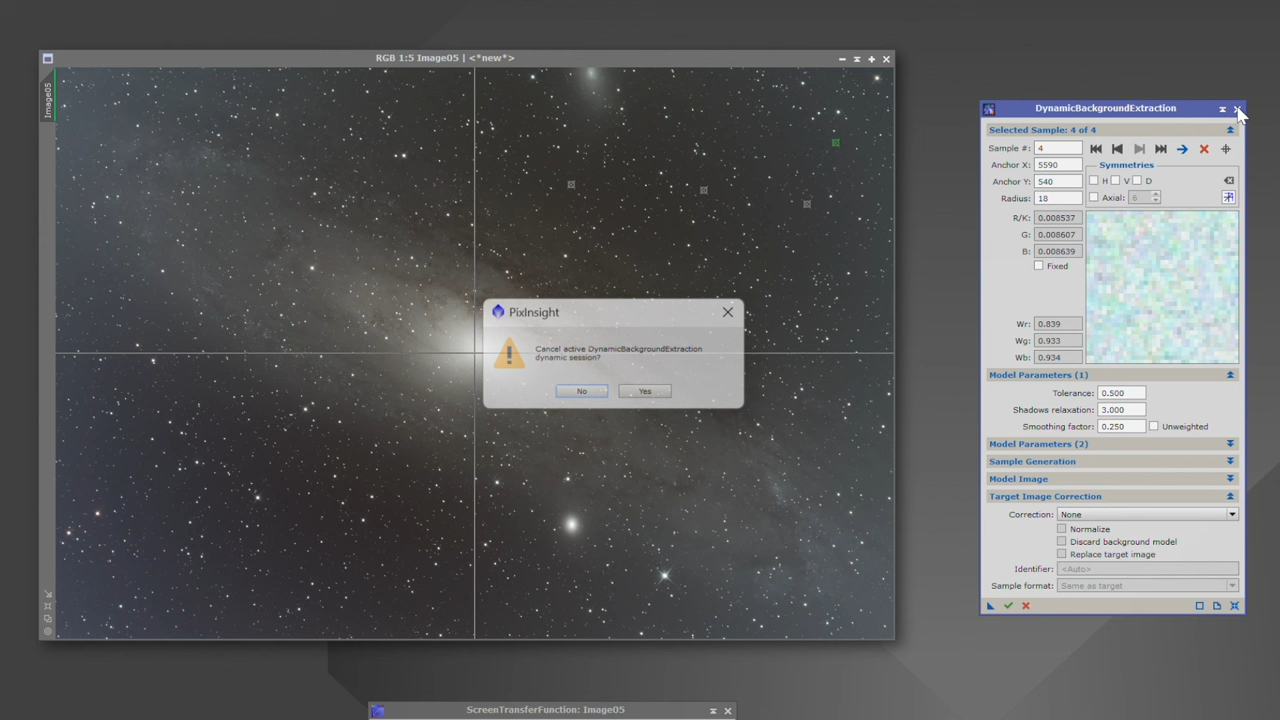 RGB 1:5 Image05 | <*new*>
Image05
DynamicBackgroundExtraction
Selected Sample: 4 of 4
Sample #: 4
Anchor X: 5590
Symmetries
Anchor Y: 540
H V D
Radius: 18
Axial: 6
R/K: 0.008537
G: 0.008607
B: 0.008639
Fixed
Wr: 0.839
Wg: 0.933
Wb: 0.934
Model Parameters (1)
Tolerance: 0.500
Shadows relaxation: 3.000
Smoothing factor: 0.250 Unweighted
Model Parameters (2)
Sample Generation
Model Image
Target Image Correction
Correction: None
Normalize
Discard background model
Replace target image
Identifier: <Auto>
Sample format: Same as target
PixInsight
Cancel active DynamicBackgroundExtraction
dynamic session?
No Yes
ScreenTransferFunction: Image05